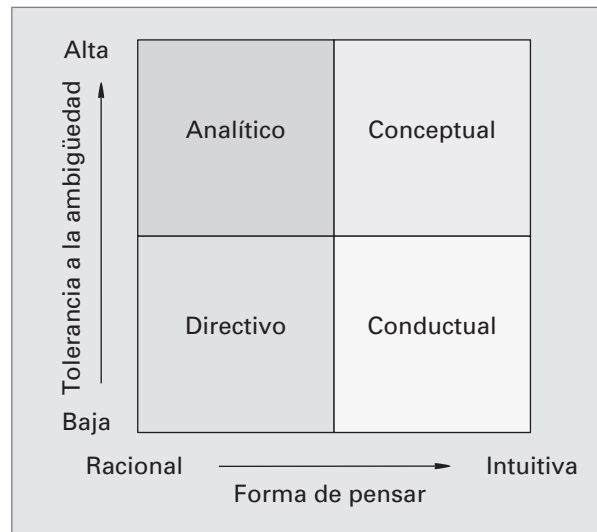 Alta
Tolerancia a la ambigüedad
Analítico Conceptual
Directivo Conductual
Baja
Racional Intuitiva
Forma de pensar